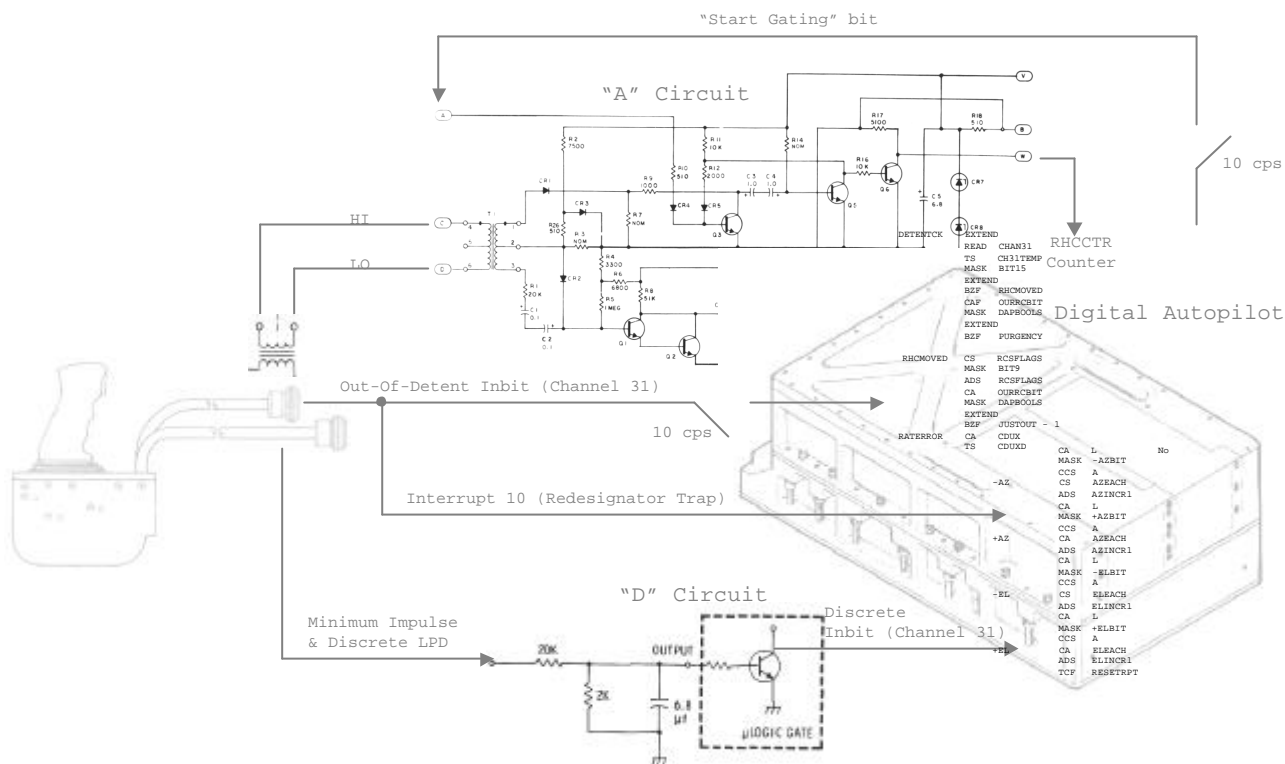 “Start Gating” bit
“A” Circuit
10 cps
A
V
B
W
R2
7500
R11
10K
R14
NOM
R17
5100
R18
510
R10
510
R12
2000
R16
10K
CR1
R9
1000
C3
1.0
C4
1.0
Q5
Q6
C5
6.8
CR7
CR8
CR3
R7
NOM
CR4
CR5
Q3
HI
C
4
T1
1
5
2
LO
D
6
3
R26
510
R3
NOM
R4
3300
R6
6800
R8
51K
R1
20K
CR2
R5
1MEG
C1
0.1
C2
0.1
Q1
Q2
RHCCTR
Counter
Digital Autopilot
DETENTCK EXTEND
READ CHAN31
TS CH31TEMP
MASK BIT15
EXTEND
BZF RHCMOVED
CAF OURRCBIT
MASK DAPBOOLS
EXTEND
BZF PURGENCY
RHCMOVED CS RCSFLAGS
MASK BIT9
ADS RCSFLAGS
CA OURRCBIT
MASK DAPBOOLS
EXTEND
BZF JUSTOUT - 1
RATERROR CA CDUX
TS CDUXD
Out-Of-Detent Inbit (Channel 31)
10 cps
Interrupt 10 (Redesignator Trap)
CA L No
MASK -AZBIT
CCS A
-AZ CS AZEACH
ADS AZINCR1
CA L
MASK +AZBIT
CCS A
+AZ CA AZEACH
ADS AZINCR1
CA L
MASK -ELBIT
CCS A
-EL CS ELEACH
ADS ELINCR1
CA L
MASK +ELBIT
CCS A
+EL CA ELEACH
ADS ELINCR1
TCF RESETRPT
“D” Circuit
Minimum Impulse
& Discrete LPD
Discrete
Inbit (Channel 31)
20K
OUTPUT
2K
6.8
μf
μLOGIC GATE